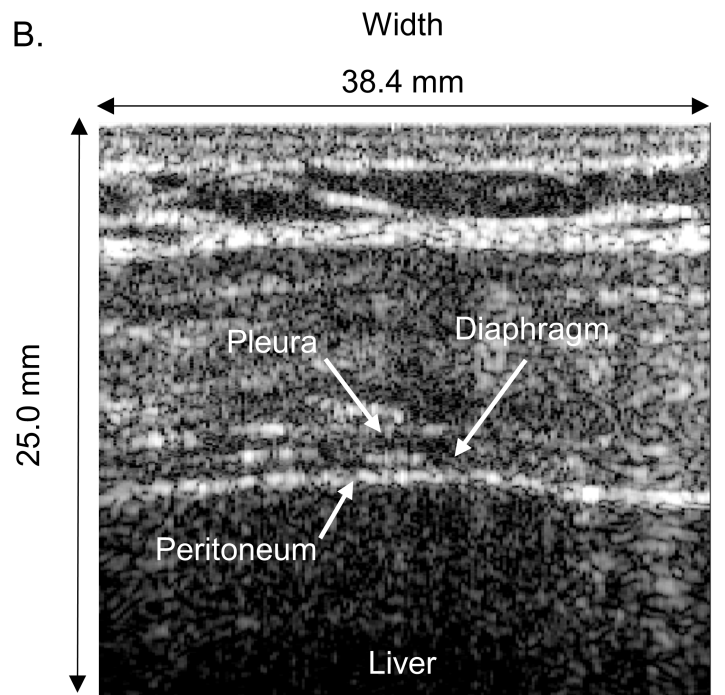 B.
Width
38.4 mm
25.0 mm
Pleura
Diaphragm
Peritoneum
Liver